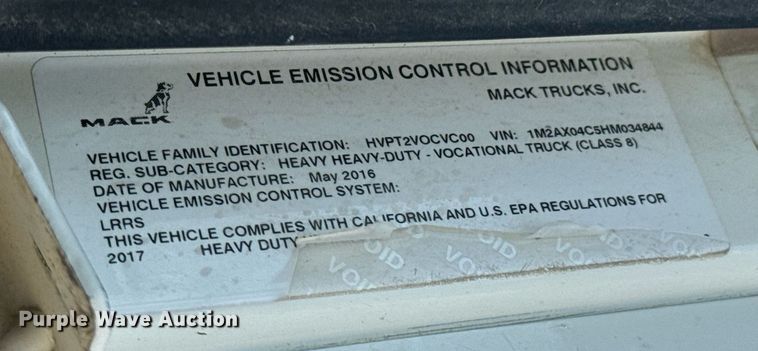 VEHICLE EMISSION CONTROL INFORMATION
MACK
MACK TRUCKS, INC.
VEHICLE FAMILY IDENTIFICATION: HVPT2VOCVC00 VIN: 1M2AX04C5HM034844
REG. SUB-CATEGORY: HEAVY HEAVY-DUTY - VOCATIONAL TRUCK (CLASS 8)
DATE OF MANUFACTURE: May 2016
VEHICLE EMISSION CONTROL SYSTEM:
LRRS
THIS VEHICLE COMPLIES WITH CALIFORNIA AND U.S. EPA REGULATIONS FOR
2017 HEAVY DUTY
VOID VOID VOID VOID
Purple Wave Auction